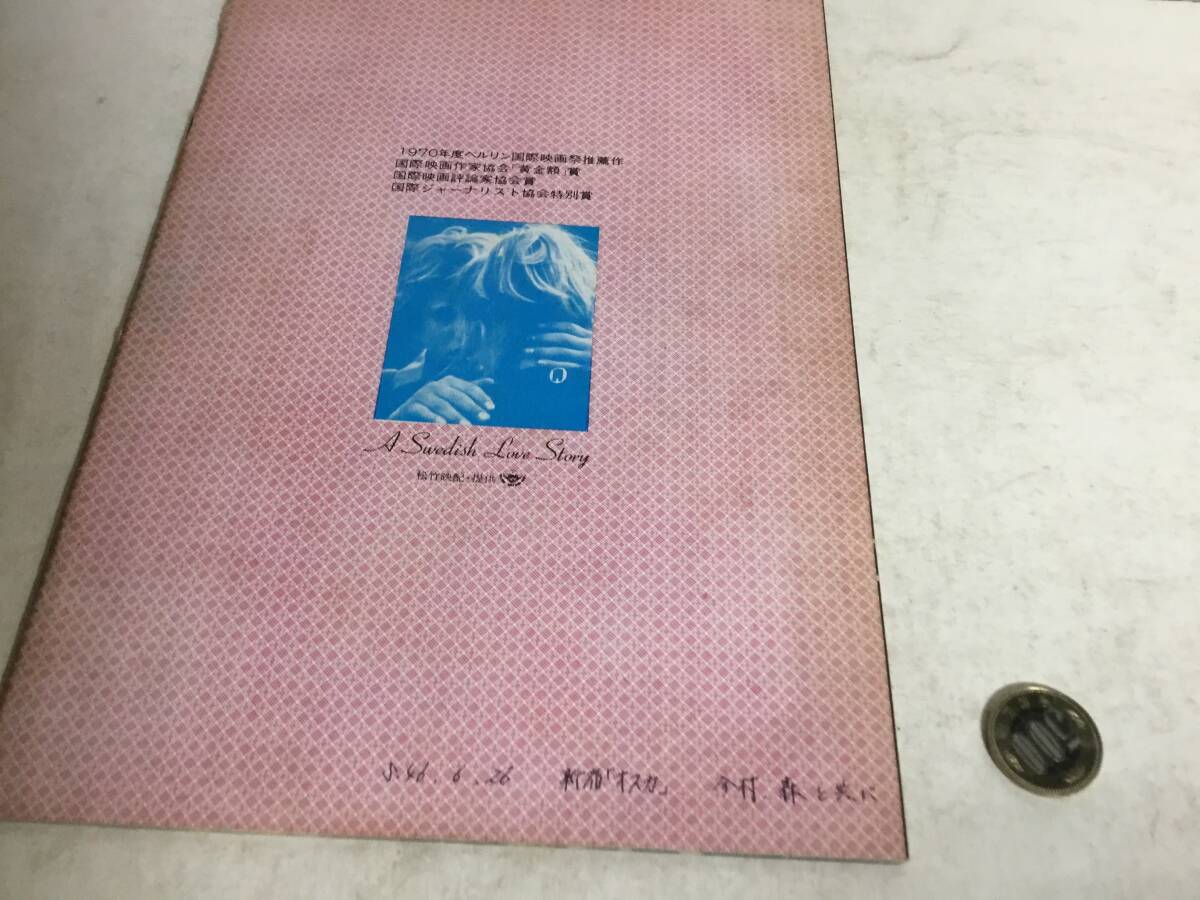 1970年度ベルリン国際映画祭推薦作
国際映画作家協会「黄金額」賞
国際映画評論家協会賞
国際ジャーナリスト協会特別賞
A Swedish Love Story
松竹映配・提供
S.46.6.26 新宿「オスカ」 今村、森と共に